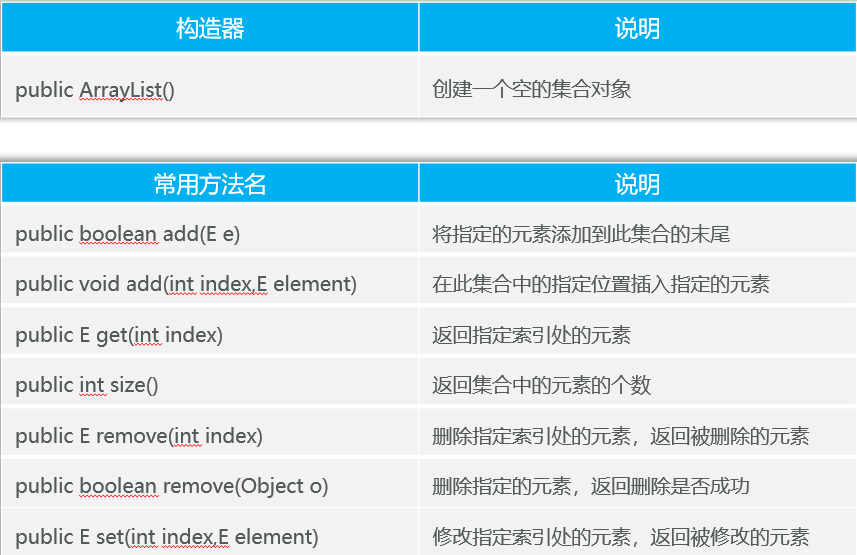 构造器 说明
public ArrayList() 创建一个空的集合对象
常用方法名 说明
public boolean add(E e) 将指定的元素添加到此集合的末尾
public void add(int index,E element) 在此集合中的指定位置插入指定的元素
public E get(int index) 返回指定索引处的元素
public int size() 返回集合中的元素的个数
public E remove(int index) 删除指定索引处的元素，返回被删除的元素
public boolean remove(Object o) 删除指定的元素，返回删除是否成功
public E set(int index,E element) 修改指定索引处的元素，返回被修改的元素